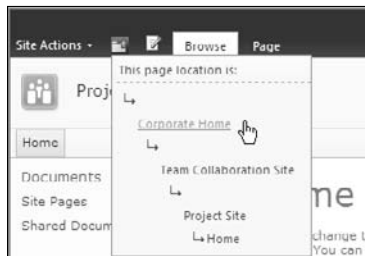 Site Actions Browse Page
This page location is:
Proj
Corporate Home
Home
Team Collaboration Site
Documents
Site Pages
Project Site
Shared Docum
Home
me
change t
You can